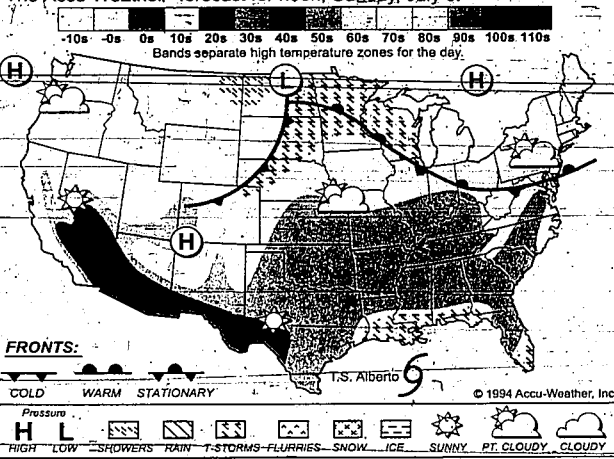 -10s -0s 0s 10s 20s 30s 40s 50s 60s 70s 80s 90s 100s 110s
Bands separate high temperature zones for the day.
H
L
H
H
FRONTS:
COLD WARM STATIONARY
T.S. Alberto
© 1994 Accu-Weather, Inc
Pressure
H L
HIGH LOW SHOWERS RAIN T-STORMS FLURRIES SNOW ICE SUNNY PT. CLOUDY CLOUDY